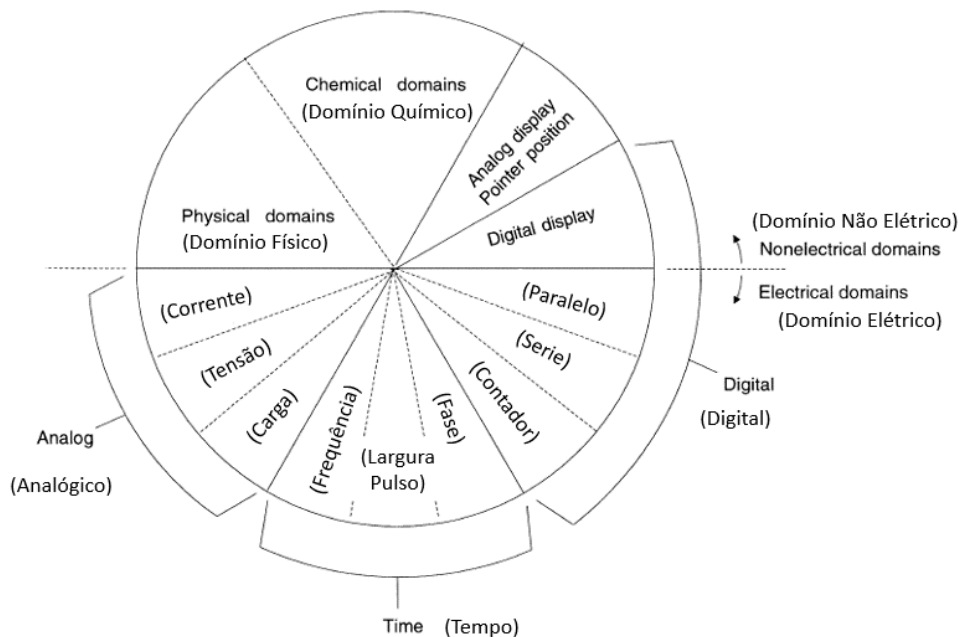 Chemical domains
(Domínio Químico)
Analog display
Pointer position
Physical domains
(Domínio Físico)
Digital display
(Domínio Não Elétrico)
Nonelectrical domains
Electrical domains
(Domínio Elétrico)
(Corrente)
(Tensão)
(Carga)
(Frequência)
(Largura
Pulso)
(Fase)
(Contador)
(Serie)
(Paralelo)
Analog
(Analógico)
Digital
(Digital)
Time (Tempo)